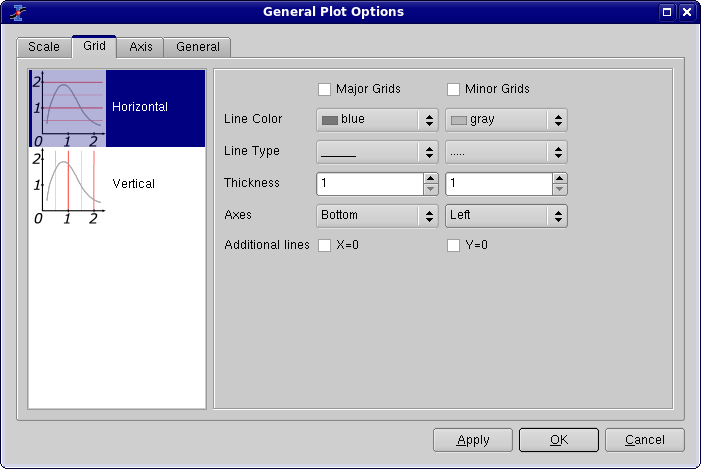 General Plot Options
Scale Grid Axis General
2
1
0 1 2
Horizontal
2
1
0 1 2
Vertical
Major Grids Minor Grids
Line Color blue gray
Line Type ______ .....
Thickness 1 1
Axes Bottom Left
Additional lines X=0 Y=0
Apply OK Cancel